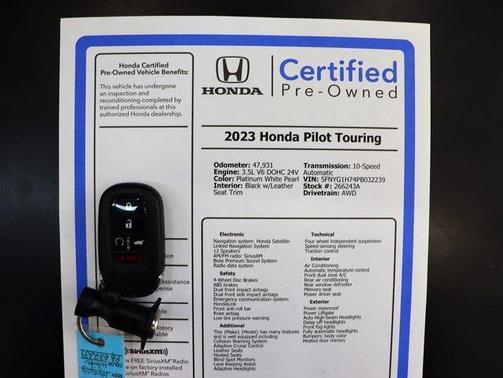 Honda Certified
Pre-Owned Vehicle Benefits:
This vehicle has undergone
an inspection and
reconditioning completed by
trained professionals at this
authorized Honda dealership.
HONDA
Certified
Pre-Owned
2023 Honda Pilot Touring
Odometer: 47,931
Engine: 3.5L V6 DOHC 24V
Color: Platinum White Pearl
Interior: Black w/Leather
Seat Trim
Transmission: 10-Speed
Automatic
VIN: 5FNYG1H74PB032239
Stock #: 266243A
Drivetrain: AWD
Electronic
Navigation system: Honda Satellite-
Linked Navigation System
12 Speakers
AM/FM radio: SiriusXM
Bose Premium Sound System
Radio data system
Safety
4-Wheel Disc Brakes
ABS brakes
Dual front impact airbags
Dual front side impact airbags
Emergency communication system:
HondaLink
Front anti-roll bar
Knee airbag
Low tire pressure warning
Additional
This (Make) (Model) has many features
and is well equipped including
Collision Warning System
Adaptive Cruise Control
Leather Seats
Heated Seats
Blind-Spot Monitors
Lane Keeping Assist
Adaptive Headlights
Technical
Four wheel independent suspension
Speed-sensing steering
Traction control
Interior
Air Conditioning
Automatic temperature control
Front dual zone A/C
Rear air conditioning
Rear window defroster
Memory seat
Power driver seat
Exterior
Power moonroof
Power Liftgate
Auto High-beam Headlights
Delay-off headlights
Front fog lights
Fully automatic headlights
Bumpers: body-color
Heated door mirrors
Power door mirrors
ssistance
SiriusXM
FREE SiriusXM Radio